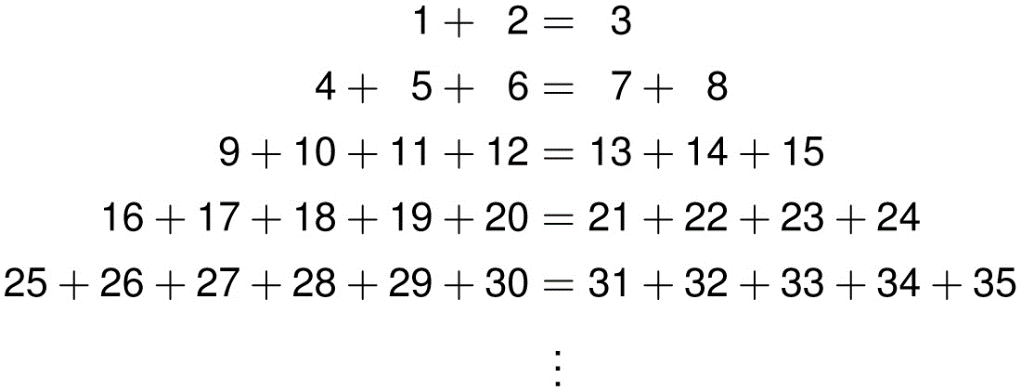 1 + 2 = 3
4 + 5 + 6 = 7 + 8
9 + 10 + 11 + 12 = 13 + 14 + 15
16 + 17 + 18 + 19 + 20 = 21 + 22 + 23 + 24
25 + 26 + 27 + 28 + 29 + 30 = 31 + 32 + 33 + 34 + 35
⋮